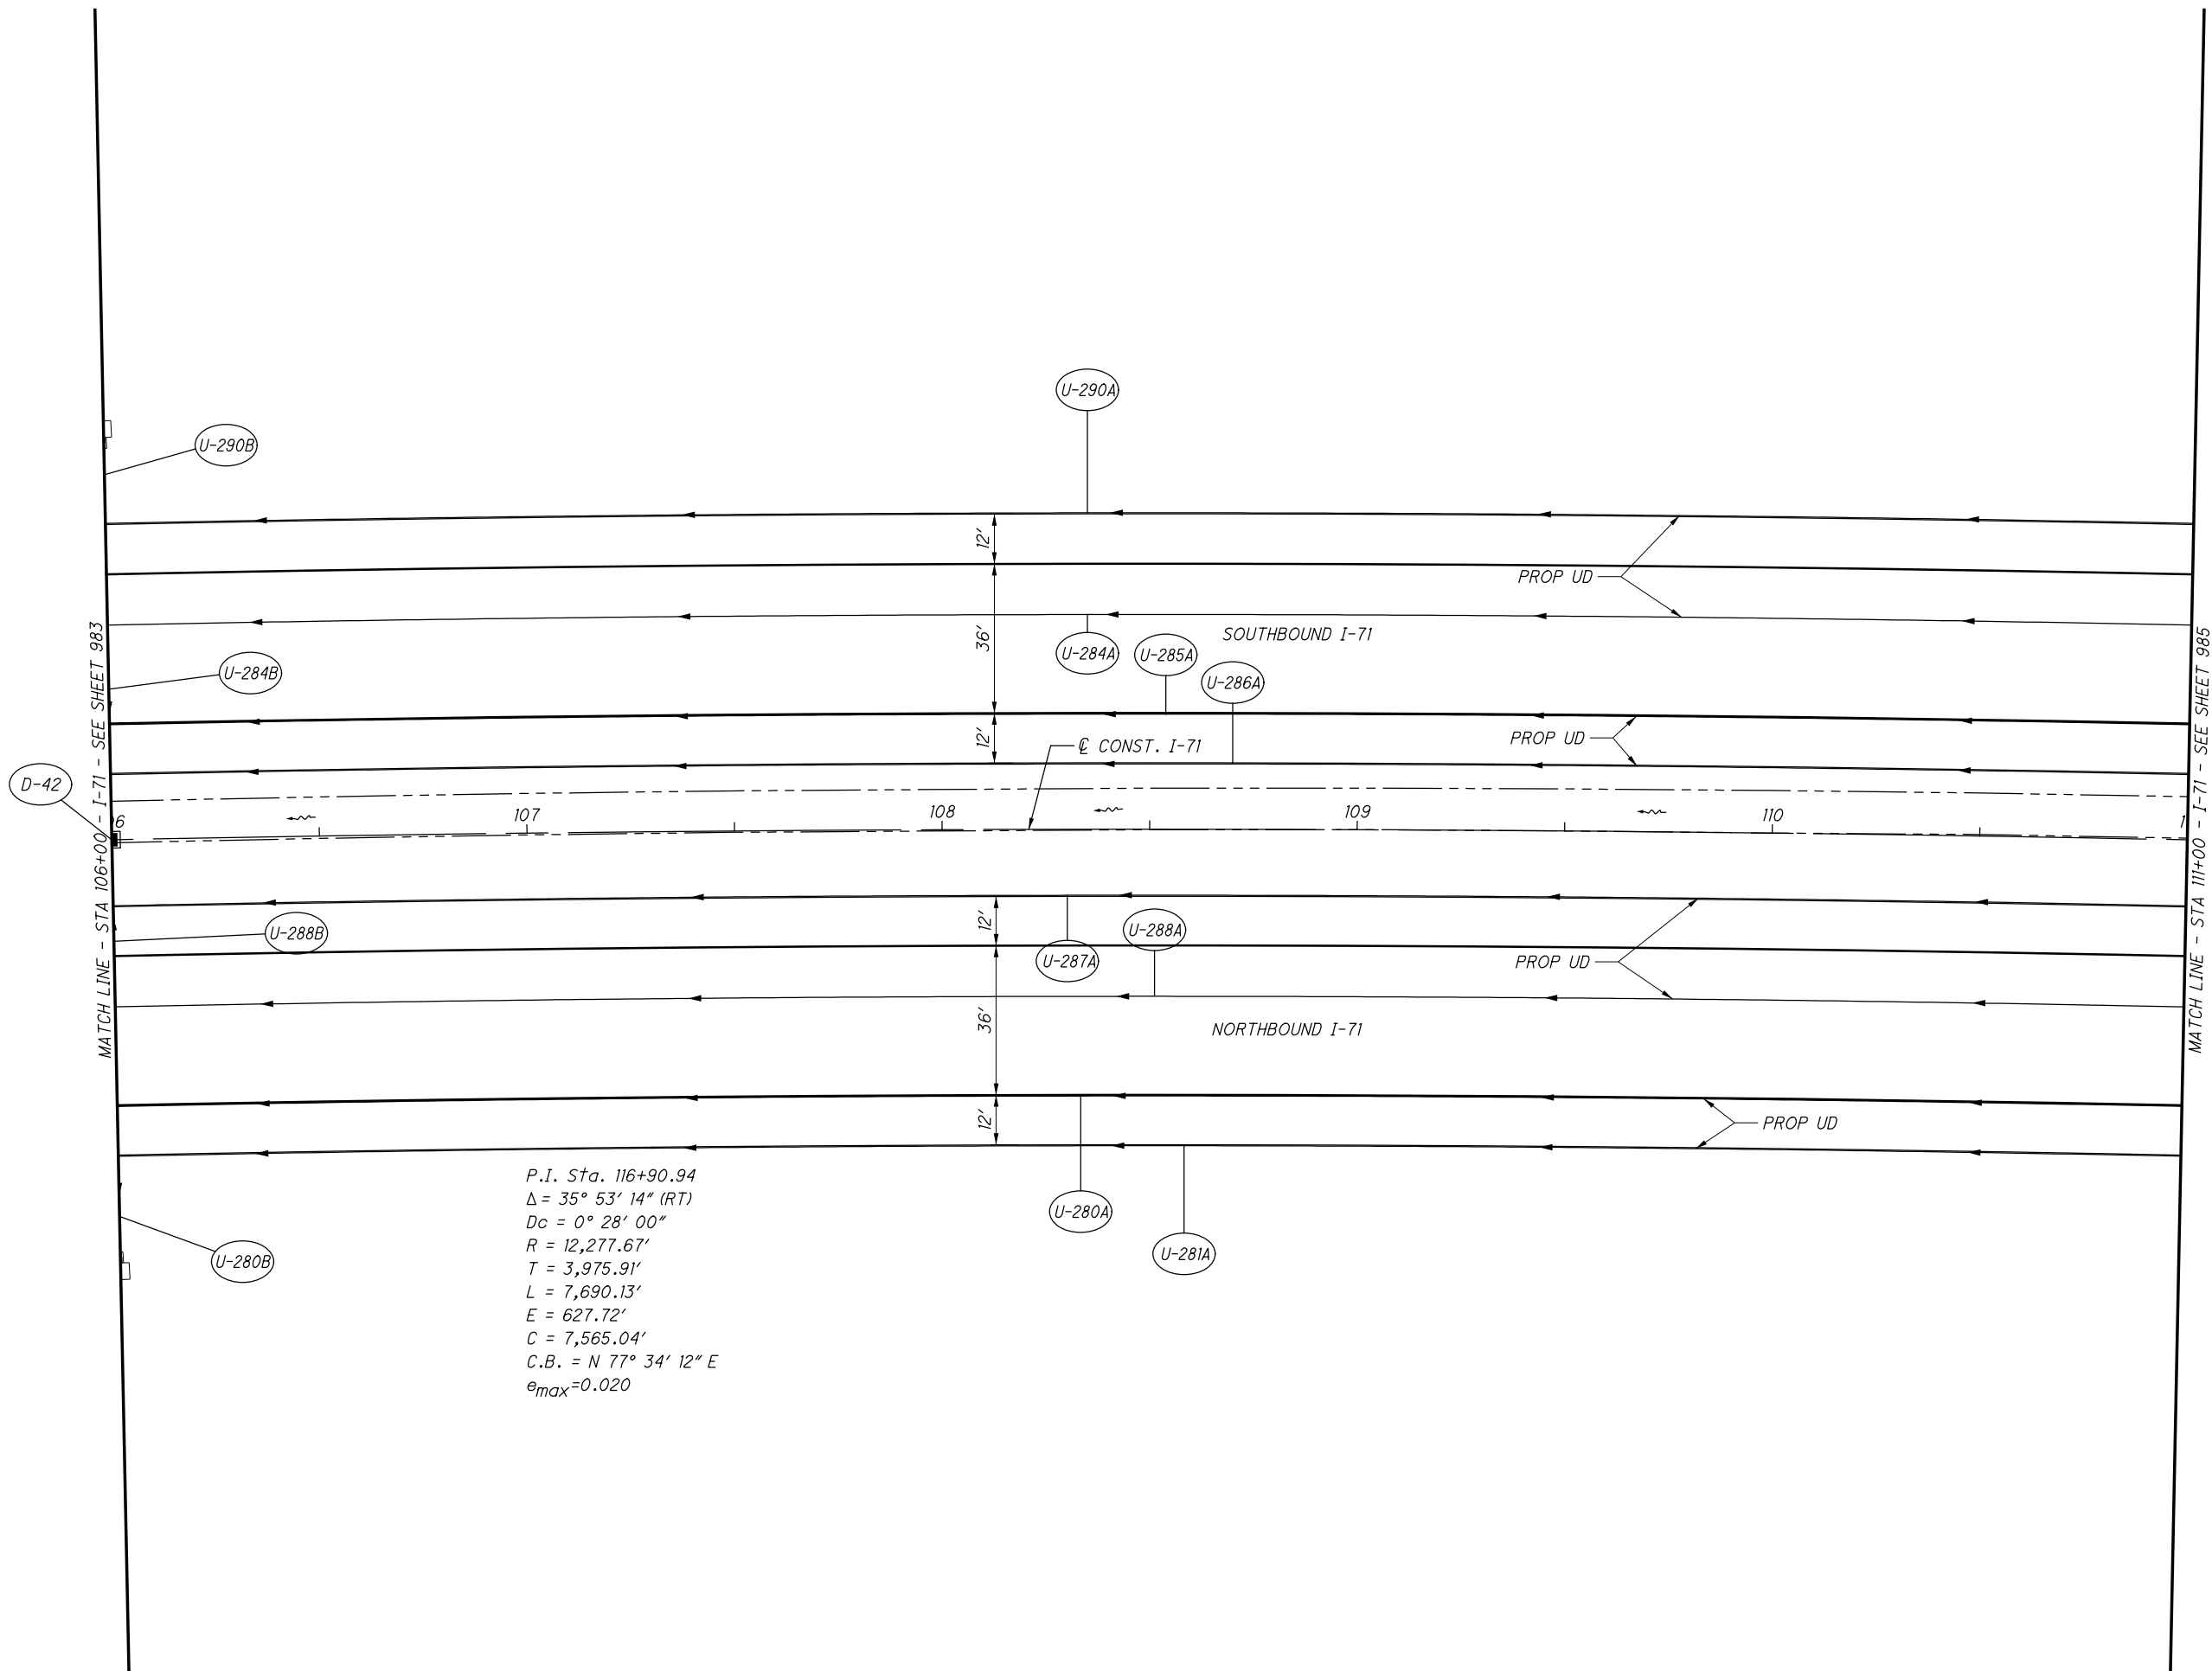 U-290A
U-290B
12'
PROP UD
36'
SOUTHBOUND I-71
U-284A
U-285A
U-284B
U-286A
12'
PROP UD
℄ CONST. I-71
D-42
6
107
108
109
110
1
MATCH LINE - STA 106+00 - I-71 - SEE SHEET 983
MATCH LINE - STA 111+00 - I-71 - SEE SHEET 985
12'
U-288B
U-288A
U-287A
PROP UD
36'
NORTHBOUND I-71
12'
PROP UD
U-280A
U-281A
U-280B
P.I. Sta. 116+90.94
Δ = 35° 53' 14" (RT)
Dc = 0° 28' 00"
R = 12,277.67'
T = 3,975.91'
L = 7,690.13'
E = 627.72'
C = 7,565.04'
C.B. = N 77° 34' 12" E
emax=0.020